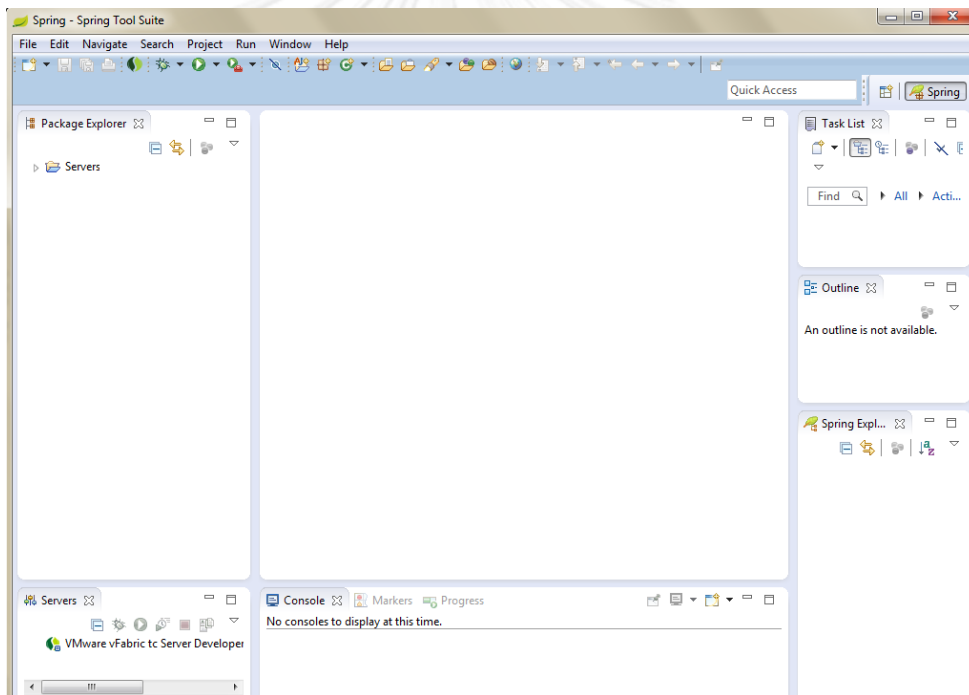 Spring - Spring Tool Suite
File Edit Navigate Search Project Run Window Help
Quick Access
Spring
Package Explorer
Servers
Task List
Find
All
Acti...
Outline
An outline is not available.
Spring Expl...
Servers
VMware vFabric tc Server Developer
Console
Markers
Progress
No consoles to display at this time.